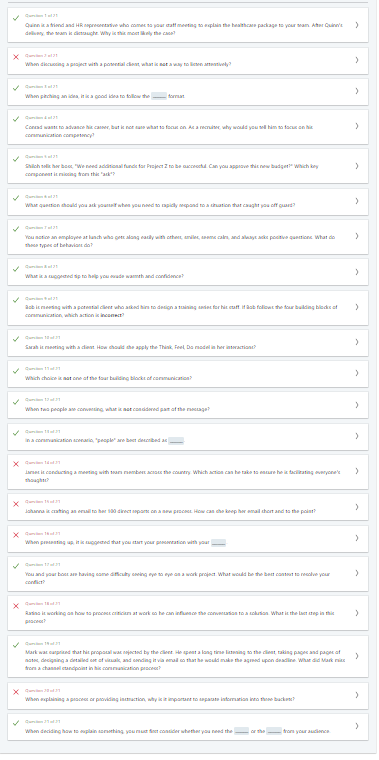 Question 1 of 21
Quinn is a friend and HR representative who comes to your staff meeting to explain the healthcare package to your team. After Quinn's
delivery, the team is distraught. Why is this most likely the case?
Question 2 of 21
When discussing a project with a potential client, what is not a way to listen attentively?
Question 3 of 21
When pitching an idea, it is a good idea to follow the ____ format.
Question 4 of 21
Conrad wants to advance his career, but is not sure what to focus on. As a recruiter, why would you tell him to focus on his
communication competency?
Question 5 of 21
Shiloh tells her boss, "We need additional funds for Project Z to be successful. Can you approve this new budget?" Which key
component is missing from this "ask"?
Question 6 of 21
What question should you ask yourself when you need to rapidly respond to a situation that caught you off guard?
Question 7 of 21
You notice an employee at lunch who gets along easily with others, smiles, seems calm, and always asks positive questions. What do
these types of behaviors do?
Question 8 of 21
What is a suggested tip to help you exude warmth and confidence?
Question 9 of 21
Bob is meeting with a potential client who asked him to design a training series for his staff. If Bob follows the four building blocks of
communication, which action is incorrect?
Question 10 of 21
Sarah is meeting with a client. How should she apply the Think, Feel, Do model in her interactions?
Question 11 of 21
Which choice is not one of the four building blocks of communication?
Question 12 of 21
When two people are conversing, what is not considered part of the message?
Question 13 of 21
In a communication scenario, "people" are best described as ____
Question 14 of 21
James is conducting a meeting with team members across the country. Which action can he take to ensure he is facilitating everyone's
thoughts?
Question 15 of 21
Johanna is crafting an email to her 100 direct reports on a new process. How can she keep her email short and to the point?
Question 16 of 21
When presenting up, it is suggested that you start your presentation with your ____
Question 17 of 21
You and your boss are having some difficulty seeing eye to eye on a work project. What would be the best context to resolve your
conflict?
Question 18 of 21
is working on how to process criticism at work so he can influence the conversation to a solution. What is the last step in this
process?
Question 19 of 21
Mark was surprised that his proposal was rejected by the client. He spent a long time listening to the client, taking pages and pages of
notes, designing a detailed set of visuals, and sending it via email so that he would make the agreed upon deadline. What did Mark miss
from a channel standpoint in his communication process?
Question 20 of 21
When explaining a process or providing instruction, why is it important to separate information into three buckets?
Question 21 of 21
When deciding how to explain something, you must first consider whether you need the ____ or the ____ from your audience